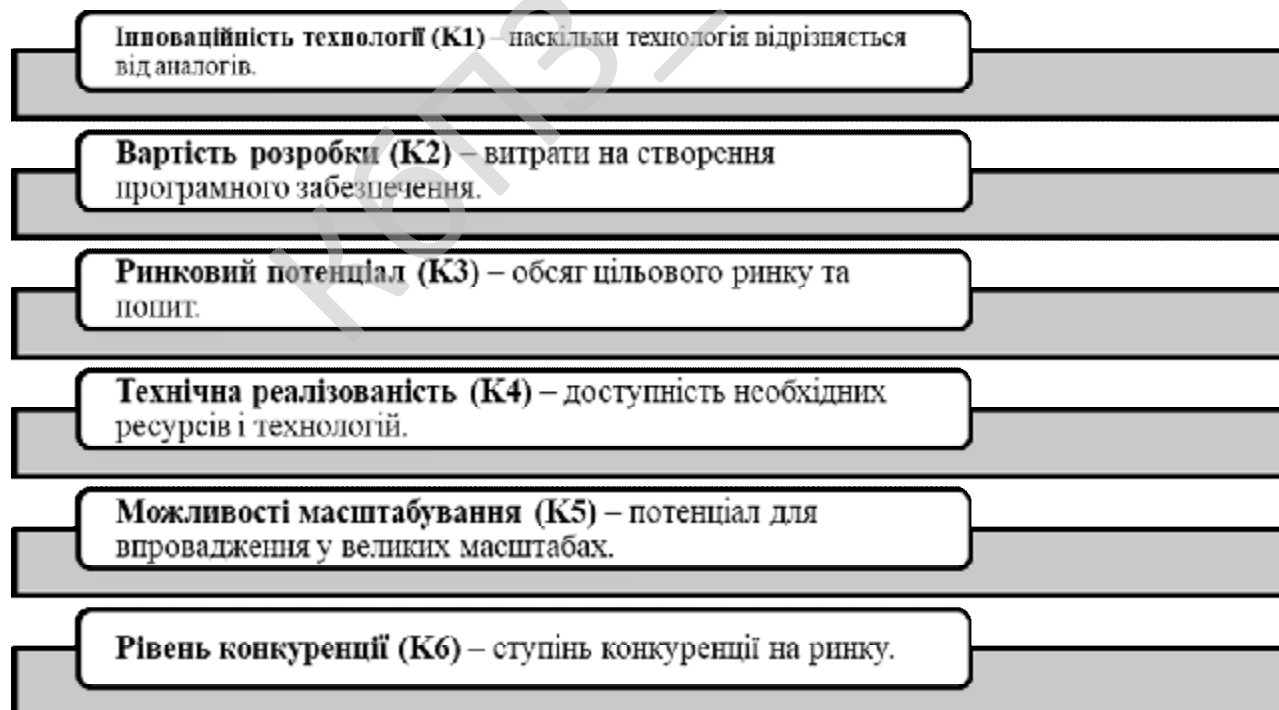 Інноваційність технології (К1) – наскільки технологія відрізняється
від аналогів.
Вартість розробки (К2) – витрати на створення
програмного забезпечення.
Ринковий потенціал (К3) – обсяг цільового ринку та
попит.
Технічна реалізованість (К4) – доступність необхідних
ресурсів і технологій.
Можливості масштабування (К5) – потенціал для
впровадження у великих масштабах.
Рівень конкуренції (К6) – ступінь конкуренції на ринку.
КбПЗ_